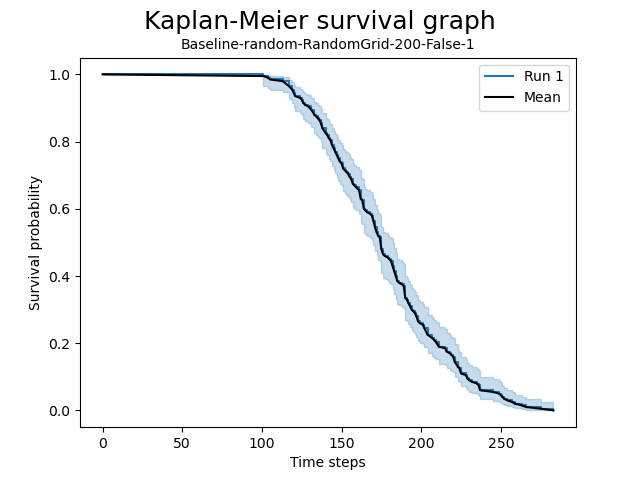 Kaplan-Meier survival graph
Baseline-random-RandomGrid-200-False-1
Run 1
Mean
Survival probability
1.0
0.8
0.6
0.4
0.2
0.0
0 50 100 150 200 250
Time steps